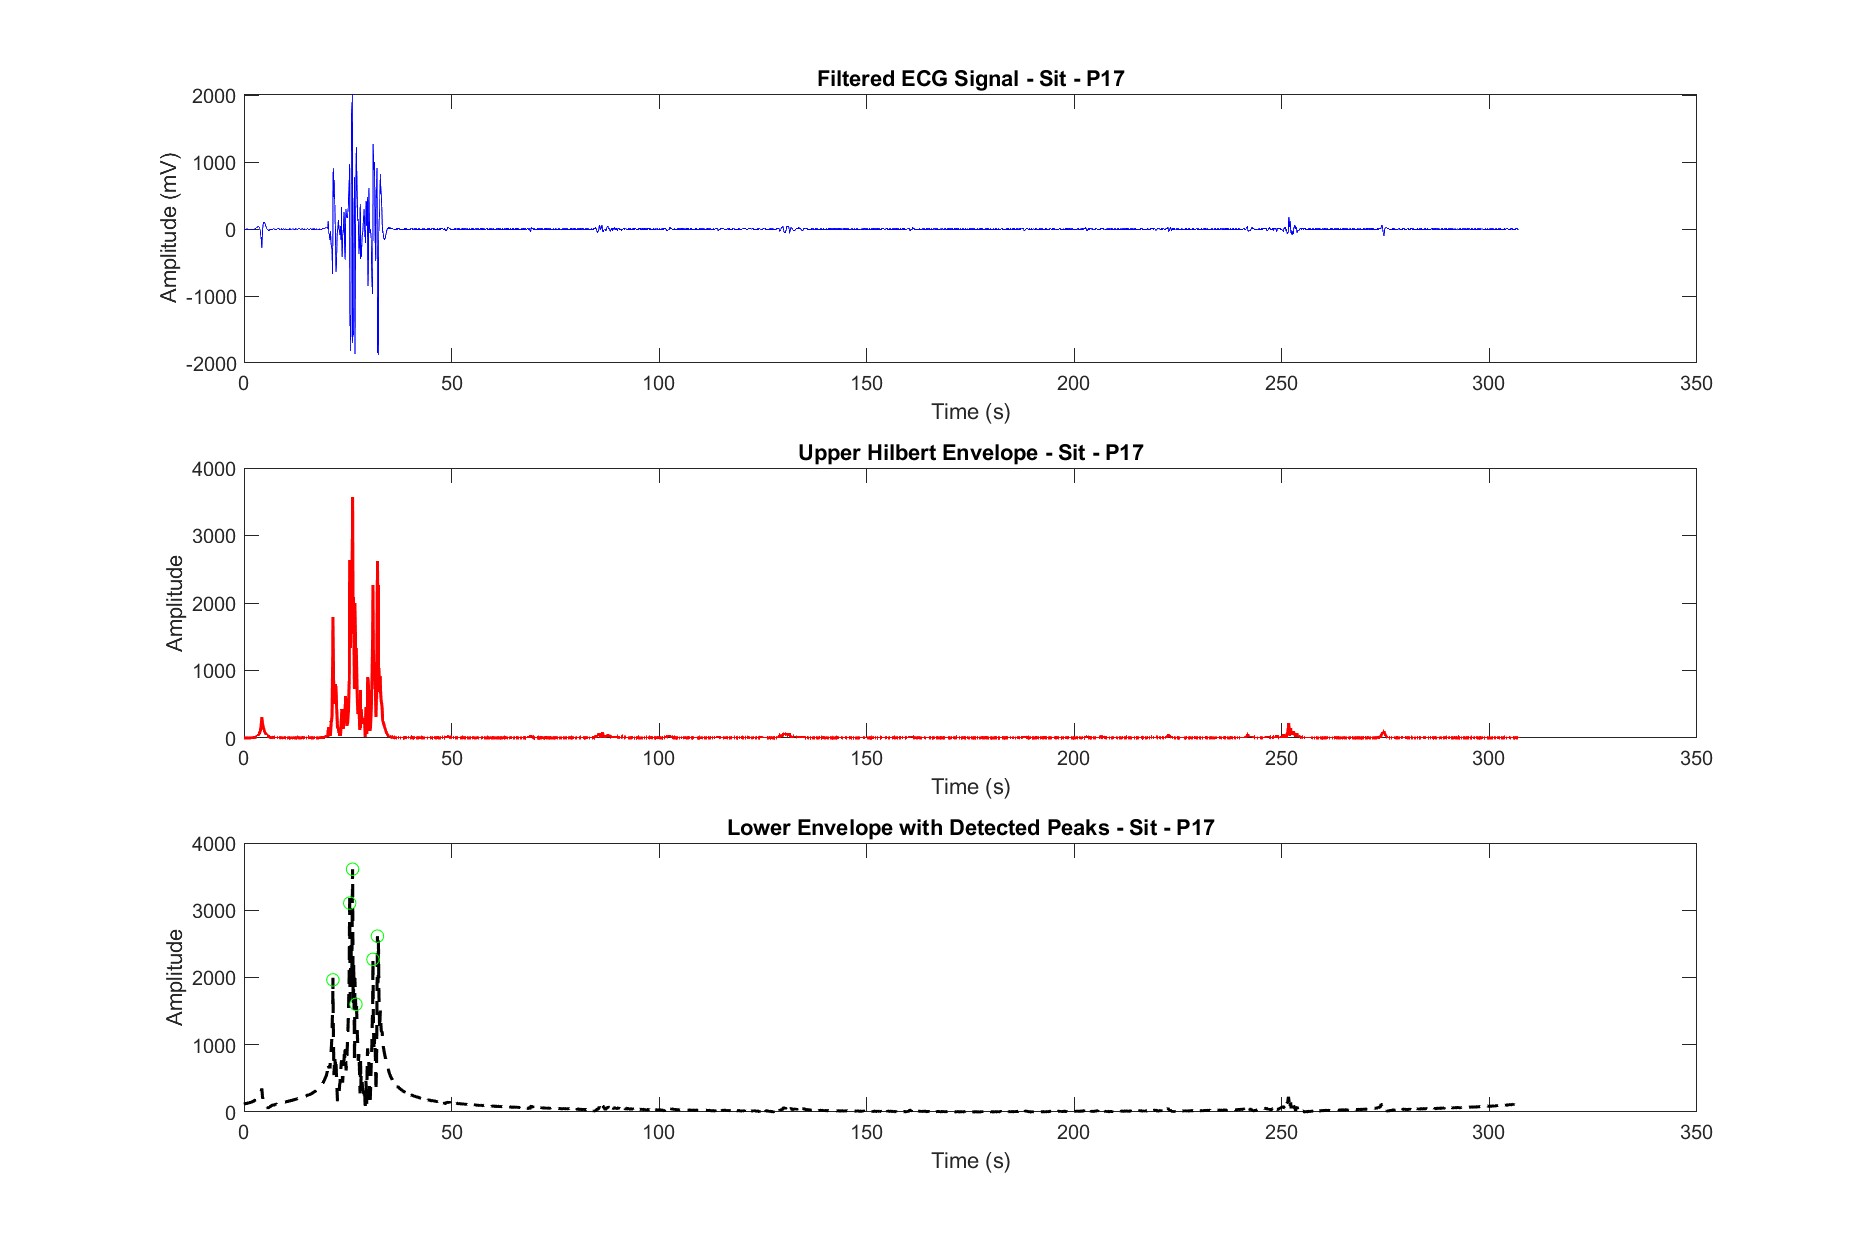 Filtered ECG Signal - Sit - P17
Amplitude (mV)
2000
1000
0
-1000
-2000
0 50 100 150 200 250 300 350
Time (s)
Upper Hilbert Envelope - Sit - P17
Amplitude
4000
3000
2000
1000
0
0 50 100 150 200 250 300 350
Time (s)
Lower Envelope with Detected Peaks - Sit - P17
Amplitude
4000
3000
2000
1000
0
0 50 100 150 200 250 300 350
Time (s)